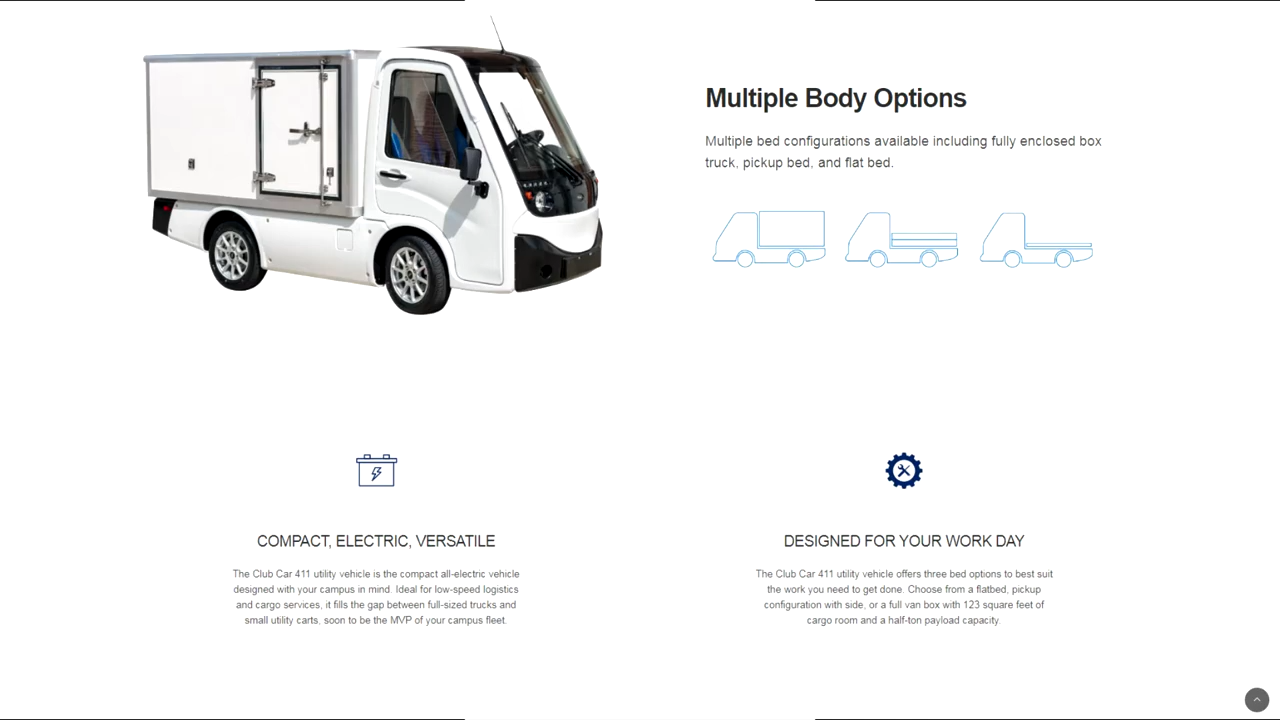 Multiple Body Options
Multiple bed configurations available including fully enclosed box
truck, pickup bed, and flat bed.
COMPACT, ELECTRIC, VERSATILE
The Club Car 411 utility vehicle is the compact all-electric vehicle
designed with your campus in mind. Ideal for low-speed logistics
and cargo services, it fills the gap between full-sized trucks and
small utility carts, soon to be the MVP of your campus fleet.
DESIGNED FOR YOUR WORK DAY
The Club Car 411 utility vehicle offers three bed options to best suit
the work you need to get done. Choose from a flatbed, pickup
configuration with side, or a full van box with 123 square feet of
cargo room and a half-ton payload capacity.